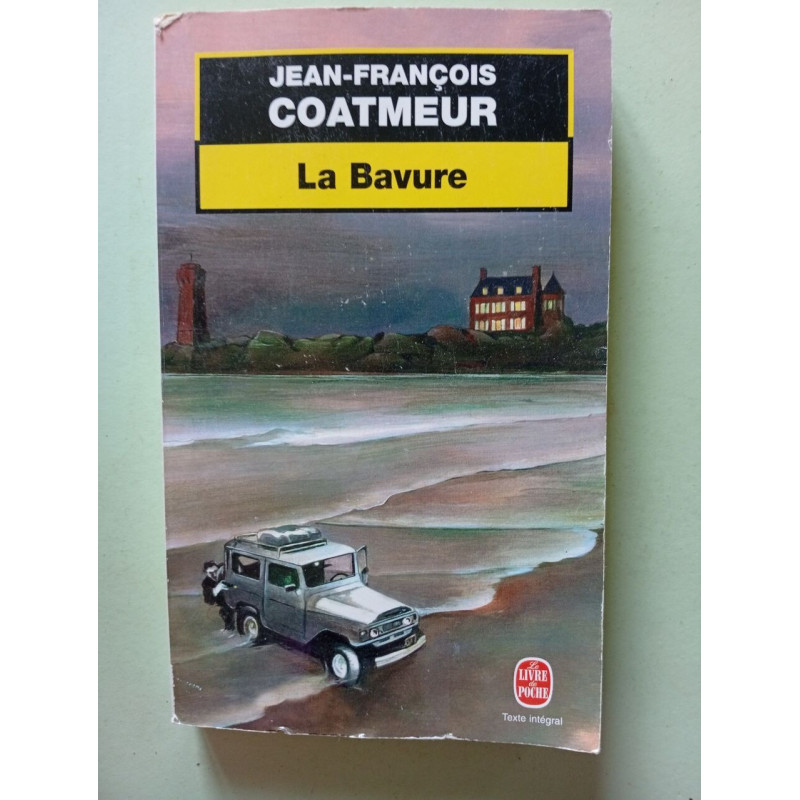 JEAN-FRANÇOIS
COATMEUR
La Bavure
Le
LIVRE
de
POCHE
Texte intégral